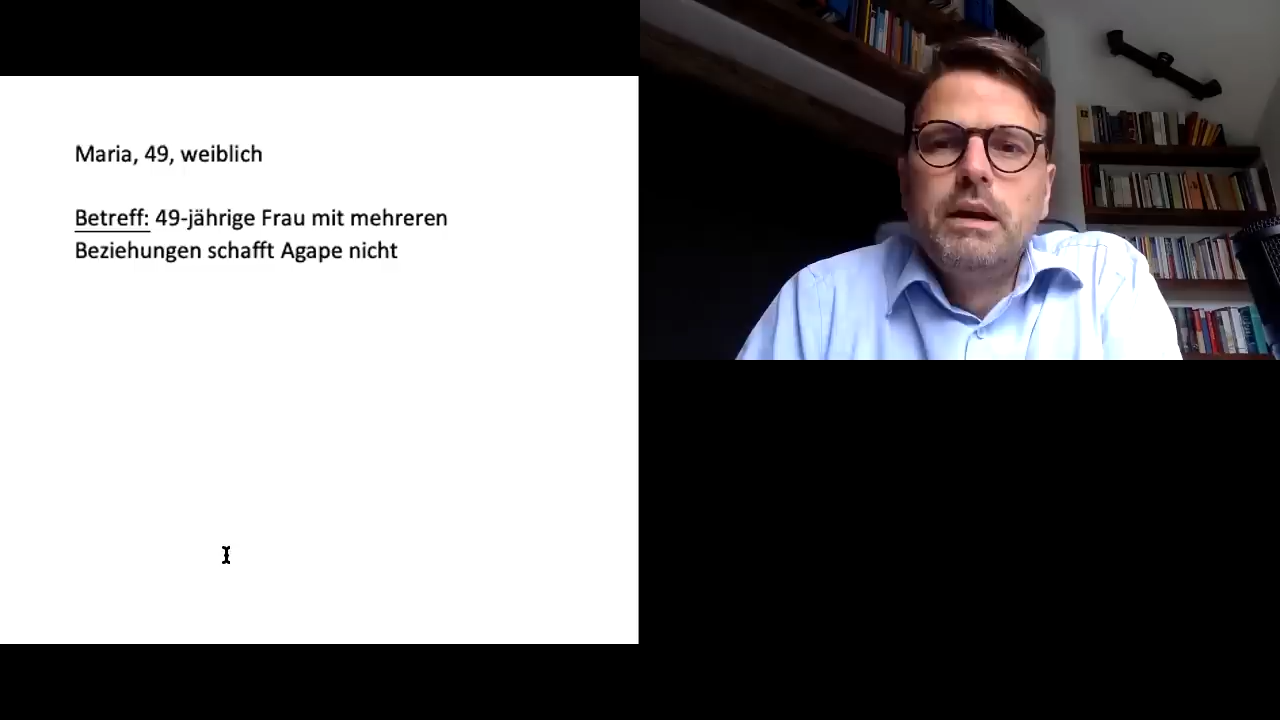 Maria, 49, weiblich
Betreff: 49-jährige Frau mit mehreren
Beziehungen schafft Agape nicht